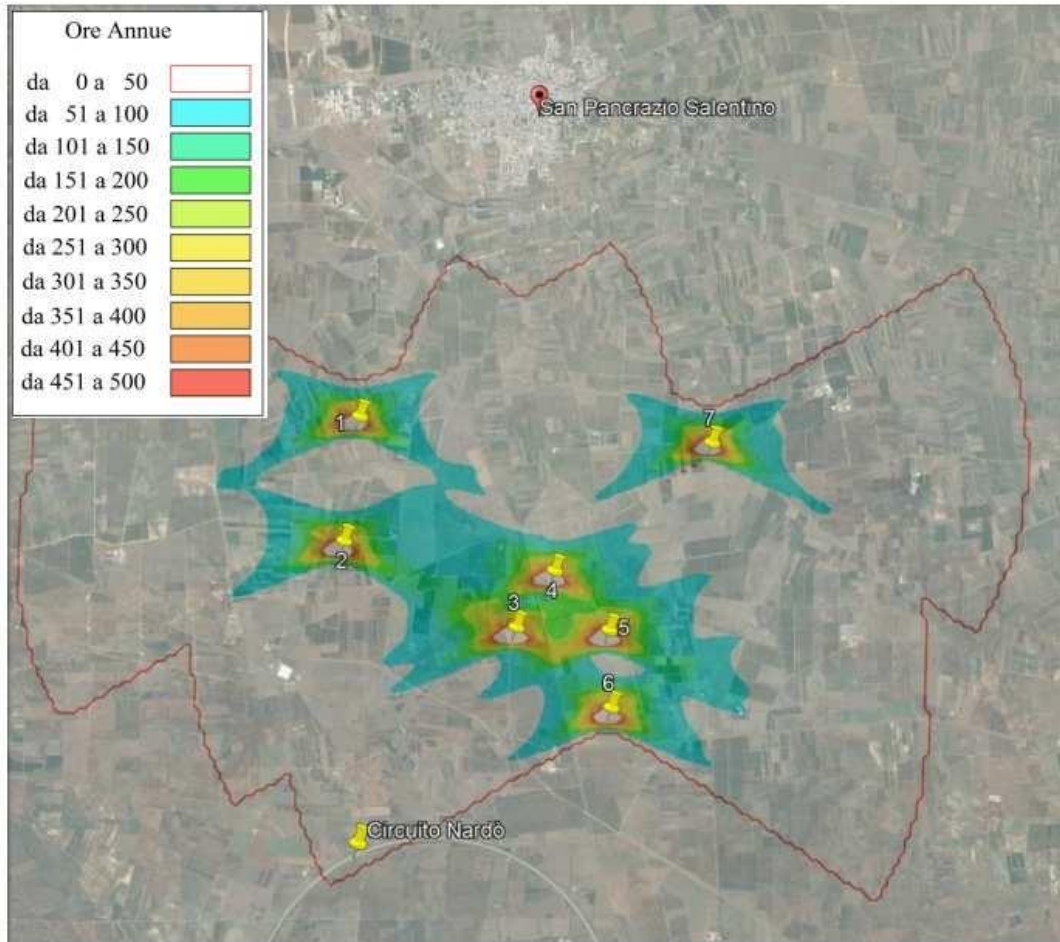 Ore Annue
da 0 a 50
da 51 a 100
da 101 a 150
da 151 a 200
da 201 a 250
da 251 a 300
da 301 a 350
da 351 a 400
da 401 a 450
da 451 a 500
San Pancrazio Salentino
1
7
2
4
3
5
6
Circuito Nardò